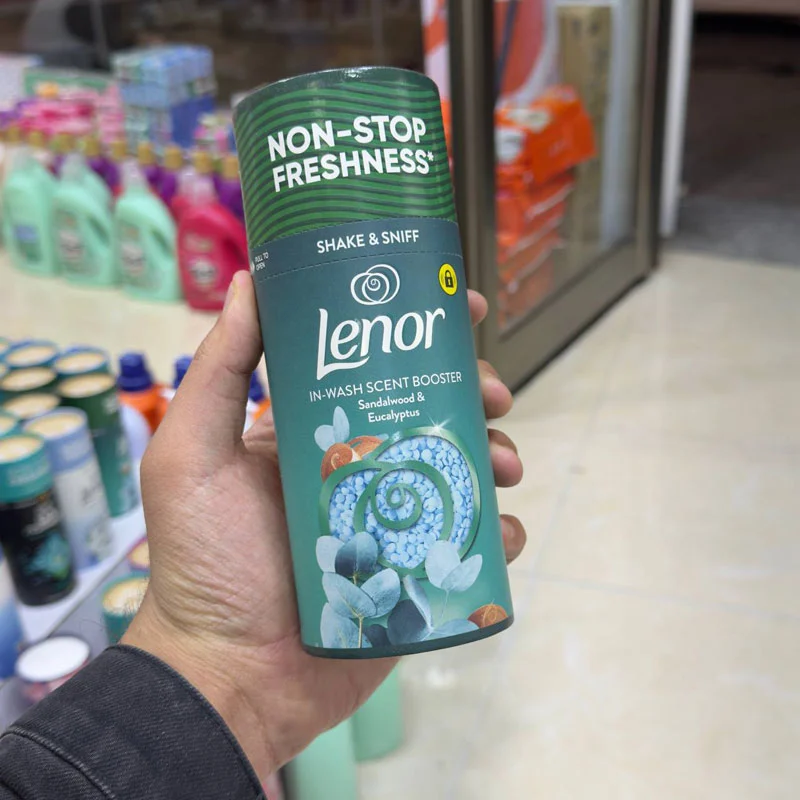 NON-STOP
FRESHNESS*
SHAKE & SNIFF
PULL TO
OPEN
Lenor
IN-WASH SCENT BOOSTER
Sandalwood &
Eucalyptus